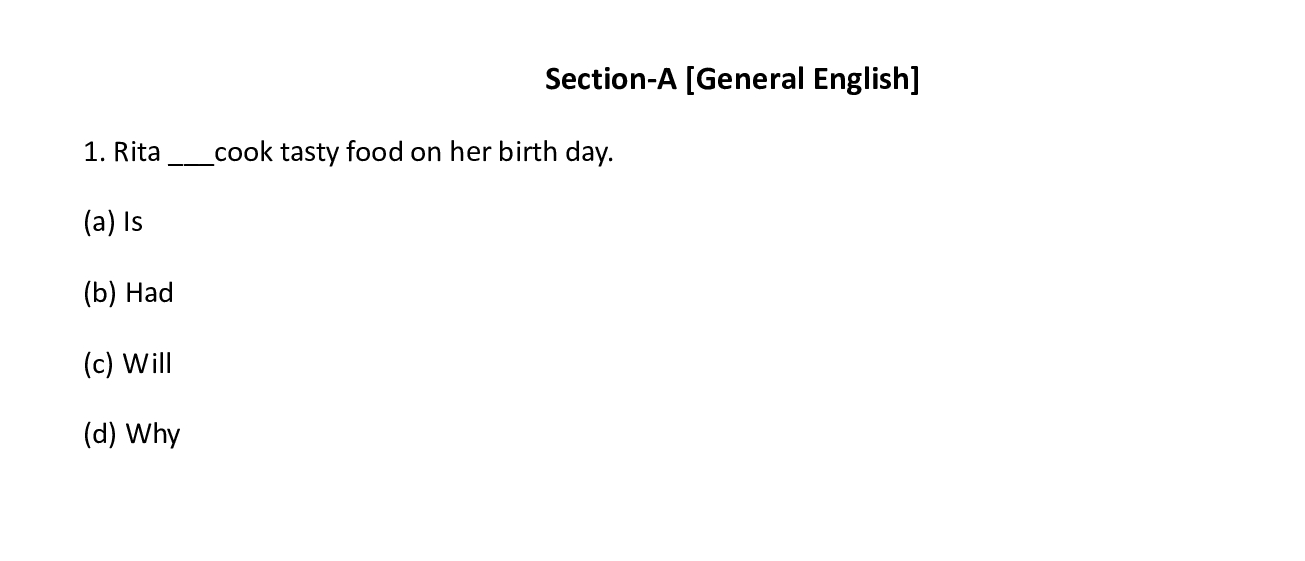 Section-A [General English]
1. Rita ___cook tasty food on her birth day.
(a) Is
(b) Had
(c) Will
(d) Why